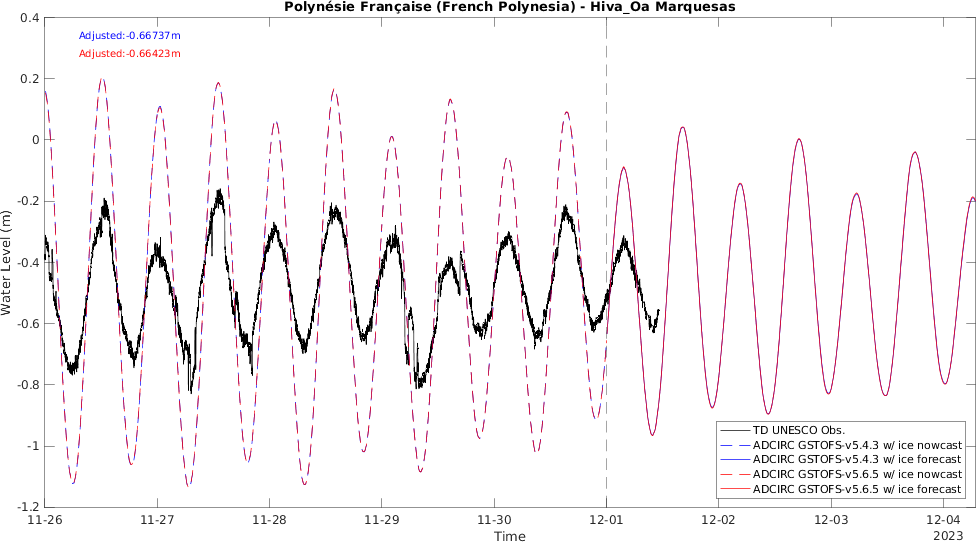 Polynésie Française (French Polynesia) - Hiva_Oa Marquesas
Adjusted:-0.66737m
Adjusted:-0.66423m
Water Level (m)
0.4
0.2
0
-0.2
-0.4
-0.6
-0.8
-1
-1.2
TD UNESCO Obs.
ADCIRC GSTOFS-v5.4.3 w/ ice nowcast
ADCIRC GSTOFS-v5.4.3 w/ ice forecast
ADCIRC GSTOFS-v5.6.5 w/ ice nowcast
ADCIRC GSTOFS-v5.6.5 w/ ice forecast
11-26 11-27 11-28 11-29 11-30 12-01 12-02 12-03 12-04
Time
2023